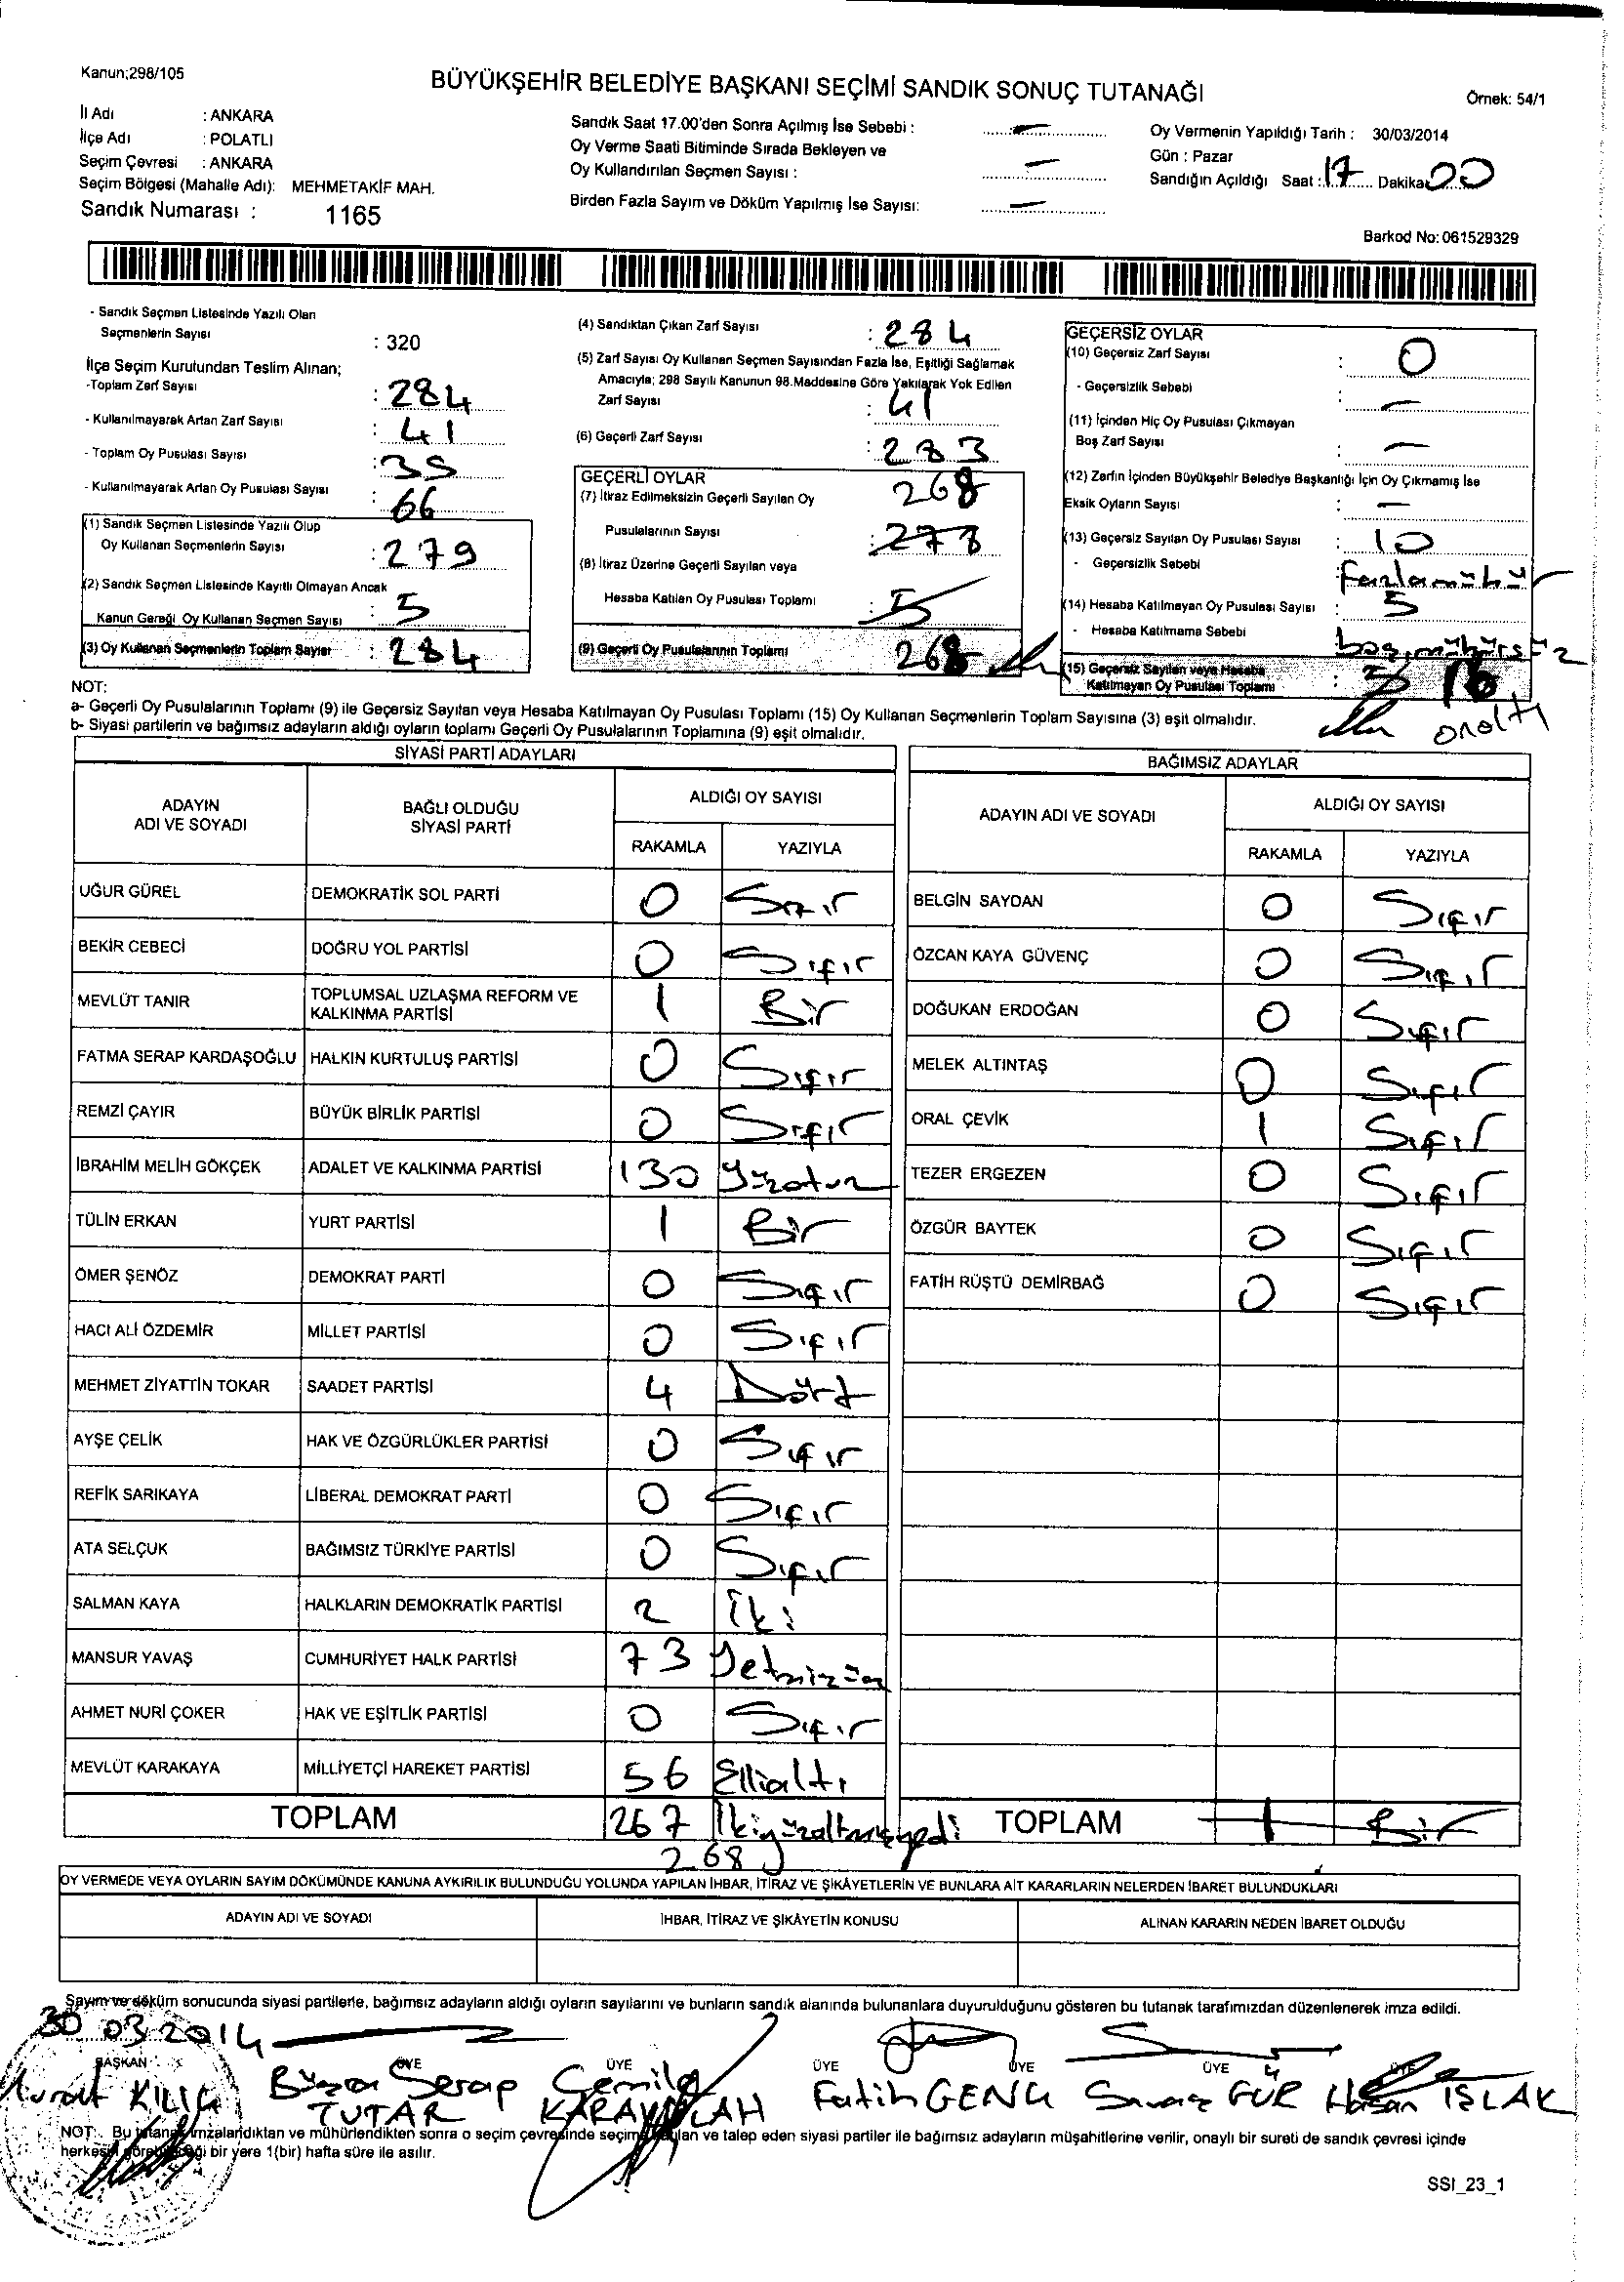 Kanun;298/105
BÜYÜKŞEHİR BELEDİYE BAŞKANI SEÇİMİ SANDIK SONUÇ TUTANAĞI
Örnek: 54/1
İl Adı : ANKARA
İlçe Adı : POLATLI
Seçim Çevresi : ANKARA
Seçim Bölgesi (Mahalle Adı): MEHMETAKİF MAH.
Sandık Numarası : 1165
Sandık Saat 17.00'den Sonra Açılmış İse Sebebi : –
Oy Verme Saati Bitiminde Sırada Bekleyen ve
Oy Kullandırılan Seçmen Sayısı : –
Birden Fazla Sayım ve Döküm Yapılmış İse Sayısı: –
Oy Vermenin Yapıldığı Tarih : 30/03/2014
Gün : Pazar
Sandığın Açıldığı Saat : 17 Dakika 00
Barkod No: 061529329
- Sandık Seçmen Listesinde Yazılı Olan
Seçmenlerin Sayısı : 320
İlçe Seçim Kurulundan Teslim Alınan;
-Toplam Zarf Sayısı : 284
- Kullanılmayarak Artan Zarf Sayısı : 41
- Toplam Oy Pusulası Sayısı : 35
- Kullanılmayarak Artan Oy Pusulası Sayısı : 66
(1) Sandık Seçmen Listesinde Yazılı Olup
Oy Kullanan Seçmenlerin Sayısı : 279
(2) Sandık Seçmen Listesinde Kayıtlı Olmayan Ancak
Kanun Gereği Oy Kullanan Seçmen Sayısı : 5
(3) Oy Kullanan Seçmenlerin Toplam Sayısı : 284
(4) Sandıktan Çıkan Zarf Sayısı : 284
(5) Zarf Sayısı Oy Kullanan Seçmen Sayısından Fazla İse, Eşitliği Sağlamak
Amacıyla; 298 Sayılı Kanunun 98.Maddesine Göre Yakılarak Yok Edilen
Zarf Sayısı : 41
(6) Geçerli Zarf Sayısı : 283
GEÇERLİ OYLAR
(7) İtiraz Edilmeksizin Geçerli Sayılan Oy 268
Pusulalarının Sayısı : 273
(8) İtiraz Üzerine Geçerli Sayılan veya
Hesaba Katılan Oy Pusulası Toplamı : 5
(9) Geçerli Oy Pusulalarının Toplamı 268
GEÇERSİZ OYLAR
(10) Geçersiz Zarf Sayısı : 0
- Geçersizlik Sebebi : –
(11) İçinden Hiç Oy Pusulası Çıkmayan
Boş Zarf Sayısı : –
(12) Zarfın İçinden Büyükşehir Belediye Başkanlığı İçin Oy Çıkmamış İse
Eksik Oyların Sayısı : –
(13) Geçersiz Sayılan Oy Pusulası Sayısı : 10
- Geçersizlik Sebebi : Fazlamühür
(14) Hesaba Katılmayan Oy Pusulası Sayısı : 5
- Hesaba Katılmama Sebebi boş, mühürsüz
(15) Geçersiz Sayılan veya Hesaba
Katılmayan Oy Pusulası Toplamı : 5 16
onaltı
NOT:
a- Geçerli Oy Pusulalarının Toplamı (9) ile Geçersiz Sayılan veya Hesaba Katılmayan Oy Pusulası Toplamı (15) Oy Kullanan Seçmenlerin Toplam Sayısına (3) eşit olmalıdır.
b- Siyasi partilerin ve bağımsız adayların aldığı oyların toplamı Geçerli Oy Pusulalarının Toplamına (9) eşit olmalıdır.
SİYASİ PARTİ ADAYLARI
ADAYIN ADI VE SOYADI BAĞLI OLDUĞU SİYASİ PARTİ ALDIĞI OY SAYISI
RAKAMLA YAZIYLA
UĞUR GÜREL DEMOKRATİK SOL PARTİ 0 Sıfır
BEKİR CEBECİ DOĞRU YOL PARTİSİ 0 Sıfır
MEVLÜT TANIR TOPLUMSAL UZLAŞMA REFORM VE KALKINMA PARTİSİ 1 Bir
FATMA SERAP KARDAŞOĞLU HALKIN KURTULUŞ PARTİSİ 0 Sıfır
REMZİ ÇAYIR BÜYÜK BİRLİK PARTİSİ 0 Sıfır
İBRAHİM MELİH GÖKÇEK ADALET VE KALKINMA PARTİSİ 130 Yüzotuz
TÜLİN ERKAN YURT PARTİSİ 1 Bir
ÖMER ŞENÖZ DEMOKRAT PARTİ 0 Sıfır
HACI ALİ ÖZDEMİR MİLLET PARTİSİ 0 Sıfır
MEHMET ZİYATTİN TOKAR SAADET PARTİSİ 4 Dört
AYŞE ÇELİK HAK VE ÖZGÜRLÜKLER PARTİSİ 0 Sıfır
REFİK SARIKAYA LİBERAL DEMOKRAT PARTİ 0 Sıfır
ATA SELÇUK BAĞIMSIZ TÜRKİYE PARTİSİ 0 Sıfır
SALMAN KAYA HALKLARIN DEMOKRATİK PARTİSİ 2 İki
MANSUR YAVAŞ CUMHURİYET HALK PARTİSİ 73 Yetmişüç
AHMET NURİ ÇOKER HAK VE EŞİTLİK PARTİSİ 0 Sıfır
MEVLÜT KARAKAYA MİLLİYETÇİ HAREKET PARTİSİ 56 Ellialtı
TOPLAM 267 İkiyüzaltmışyedi
268
BAĞIMSIZ ADAYLAR
ADAYIN ADI VE SOYADI ALDIĞI OY SAYISI
RAKAMLA YAZIYLA
BELGİN SAYDAN 0 Sıfır
ÖZCAN KAYA GÜVENÇ 0 Sıfır
DOĞUKAN ERDOĞAN 0 Sıfır
MELEK ALTINTAŞ 0 Sıfır
ORAL ÇEVİK 1 Sıfır
TEZER ERGEZEN 0 Sıfır
ÖZGÜR BAYTEK 0 Sıfır
FATİH RÜŞTÜ DEMİRBAĞ 0 Sıfır
TOPLAM 1 Bir
OY VERMEDE VEYA OYLARIN SAYIM DÖKÜMÜNDE KANUNA AYKIRILIK BULUNDUĞU YOLUNDA YAPILAN İHBAR, İTİRAZ VE ŞİKÂYETLERİN VE BUNLARA AİT KARARLARIN NELERDEN İBARET BULUNDUKLARI
ADAYIN ADI VE SOYADI İHBAR, İTİRAZ VE ŞİKÂYETİN KONUSU ALINAN KARARIN NEDEN İBARET OLDUĞU
Sayım ve döküm sonucunda siyasi partilerle, bağımsız adayların aldığı oyların sayılarını ve bunların sandık alanında bulunanlara duyurulduğunu gösteren bu tutanak tarafımızdan düzenlenerek imza edildi.
30 03 2014
BAŞKAN ÜYE ÜYE ÜYE ÜYE ÜYE ÜYE
Murat KILIÇ Serap TUTAR Cemile Fatih GENÇ GÜR Hasan ISLAK
NOT: Bu tutanak imzalandıktan ve mühürlendikten sonra o seçim çevresinde seçime katılan ve talep eden siyasi partiler ile bağımsız adayların müşahitlerine verilir, onaylı bir sureti de sandık çevresi içinde
herkesin görebileceği bir yere 1(bir) hafta süre ile asılır.
SSI_23_1